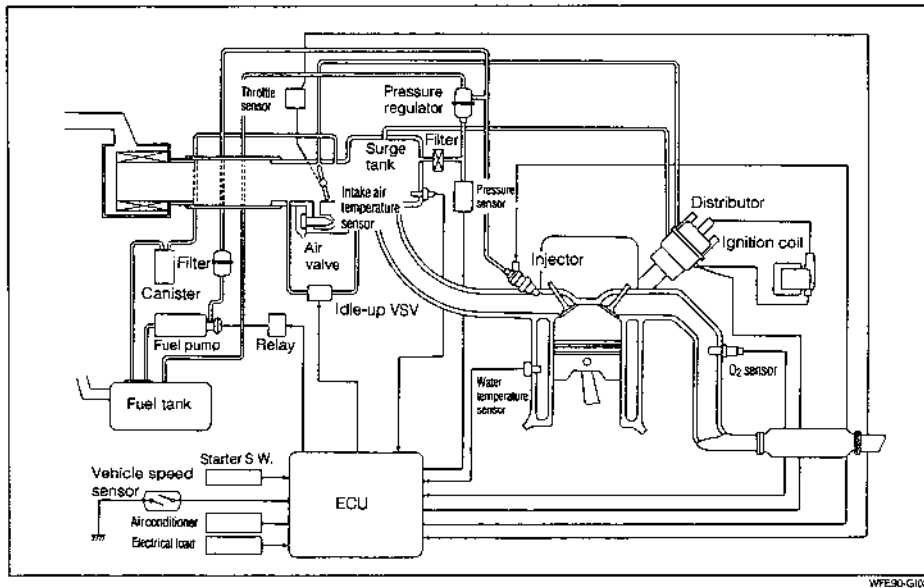 Throttle
sensor
Pressure
regulator
Surge
tank
Filter
Pressure
sensor
Distributor
Ignition coil
Intake air
temperature
sensor
Air
valve
Injector
Filter
Canister
Idle-up VSV
Fuel pump
Relay
O2 sensor
Water
temperature
sensor
Fuel tank
Starter S W.
Vehicle speed
sensor
ECU
Airconditioner
Electrical load